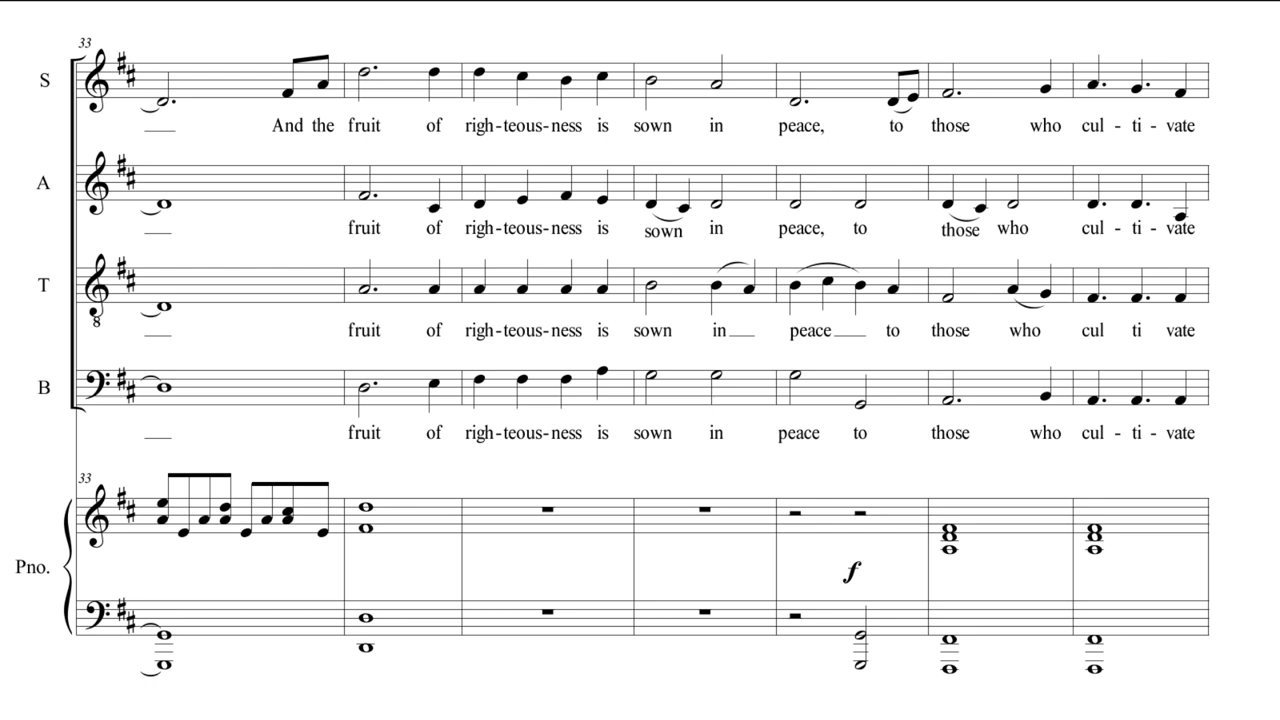 33
S
And the fruit of righ - teous - ness is sown in peace, to those who cul - ti - vate
A
fruit of righ - teous - ness is sown in peace, to those who cul - ti - vate
T
8
fruit of righ - teous - ness is sown in peace to those who cul ti vate
B
fruit of righ - teous - ness is sown in peace to those who cul - ti - vate
33
Pno.
f